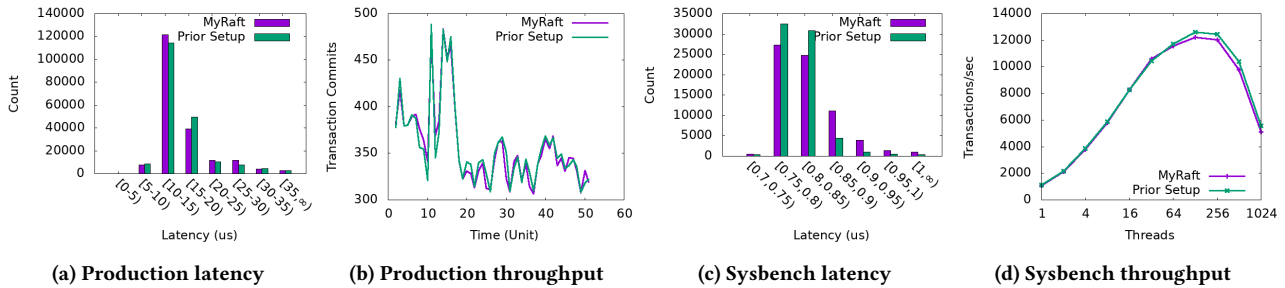 140000
120000
100000
80000
60000
40000
20000
0
Count
MyRaft
Prior Setup
[0-5)
[5-10)
[10-15)
[15-20)
[20-25)
[25-30)
[30-35)
[35,∞)
Latency (us)
(a) Production latency
500
450
400
350
300
Transaction Commits
MyRaft
Prior Setup
0 10 20 30 40 50 60
Time (Unit)
(b) Production throughput
35000
30000
25000
20000
15000
10000
5000
0
Count
MyRaft
Prior Setup
[0.7,0.75)
[0.75,0.8)
[0.8,0.85)
[0.85,0.9)
[0.9,0.95)
[0.95,1)
[1,∞)
Latency (us)
(c) Sysbench latency
14000
12000
10000
8000
6000
4000
2000
0
Transactions/sec
MyRaft
Prior Setup
1 4 16 64 256 1024
Threads
(d) Sysbench throughput